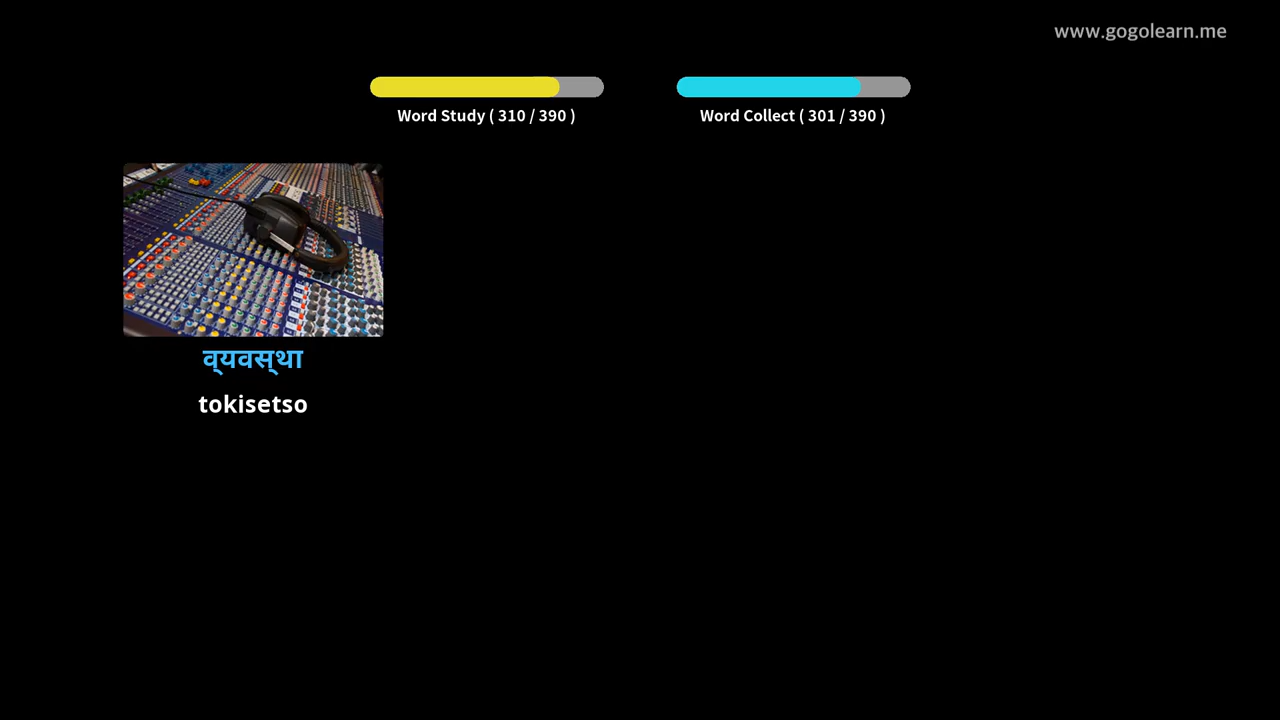 www.gogolearn.me
Word Study ( 310 / 390 )
Word Collect ( 301 / 390 )
व्यवस्था
tokisetso